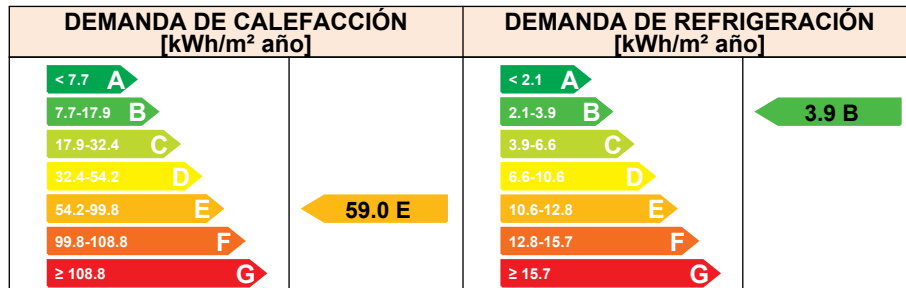 DEMANDA DE CALEFACCIÓN
[kWh/m² año]
DEMANDA DE REFRIGERACIÓN
[kWh/m² año]
< 7.7 A
7.7-17.9 B
17.9-32.4 C
32.4-54.2 D
54.2-99.8 E
99.8-108.8 F
≥ 108.8 G
59.0 E
< 2.1 A
2.1-3.9 B
3.9-6.6 C
6.6-10.6 D
10.6-12.8 E
12.8-15.7 F
≥ 15.7 G
3.9 B